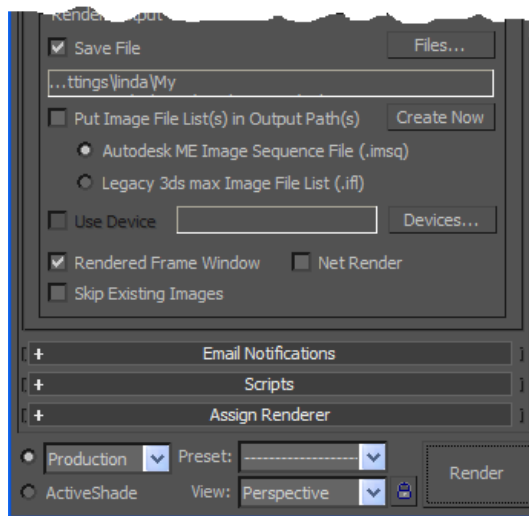 Save File Files...
...ttings\linda\My
Put Image File List(s) in Output Path(s) Create Now
Autodesk ME Image Sequence File (.imsq)
Legacy 3ds max Image File List (.ifl)
Use Device Devices...
Rendered Frame Window Net Render
Skip Existing Images
+ Email Notifications
+ Scripts
+ Assign Renderer
Production Preset: --------------------
ActiveShade View: Perspective
Render